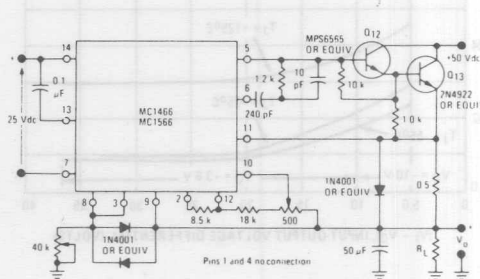 MPS6565
OR EQUIV
Q12
+50 Vdc
Q13
2N4922
OR EQUIV
14
5
1.2k
10
pF
10 k
0.1
µF
13
6
240 pF
MC1466
MC1566
11
1.0 k
25 Vdc
7
10
8
3
9
2
12
8.5 k
18 k
500
1N4001
OR EQUIV
0.5
40 k
1N4001
OR EQUIV
50 µF
RL
Vo
Pins 1 and 4 no connection